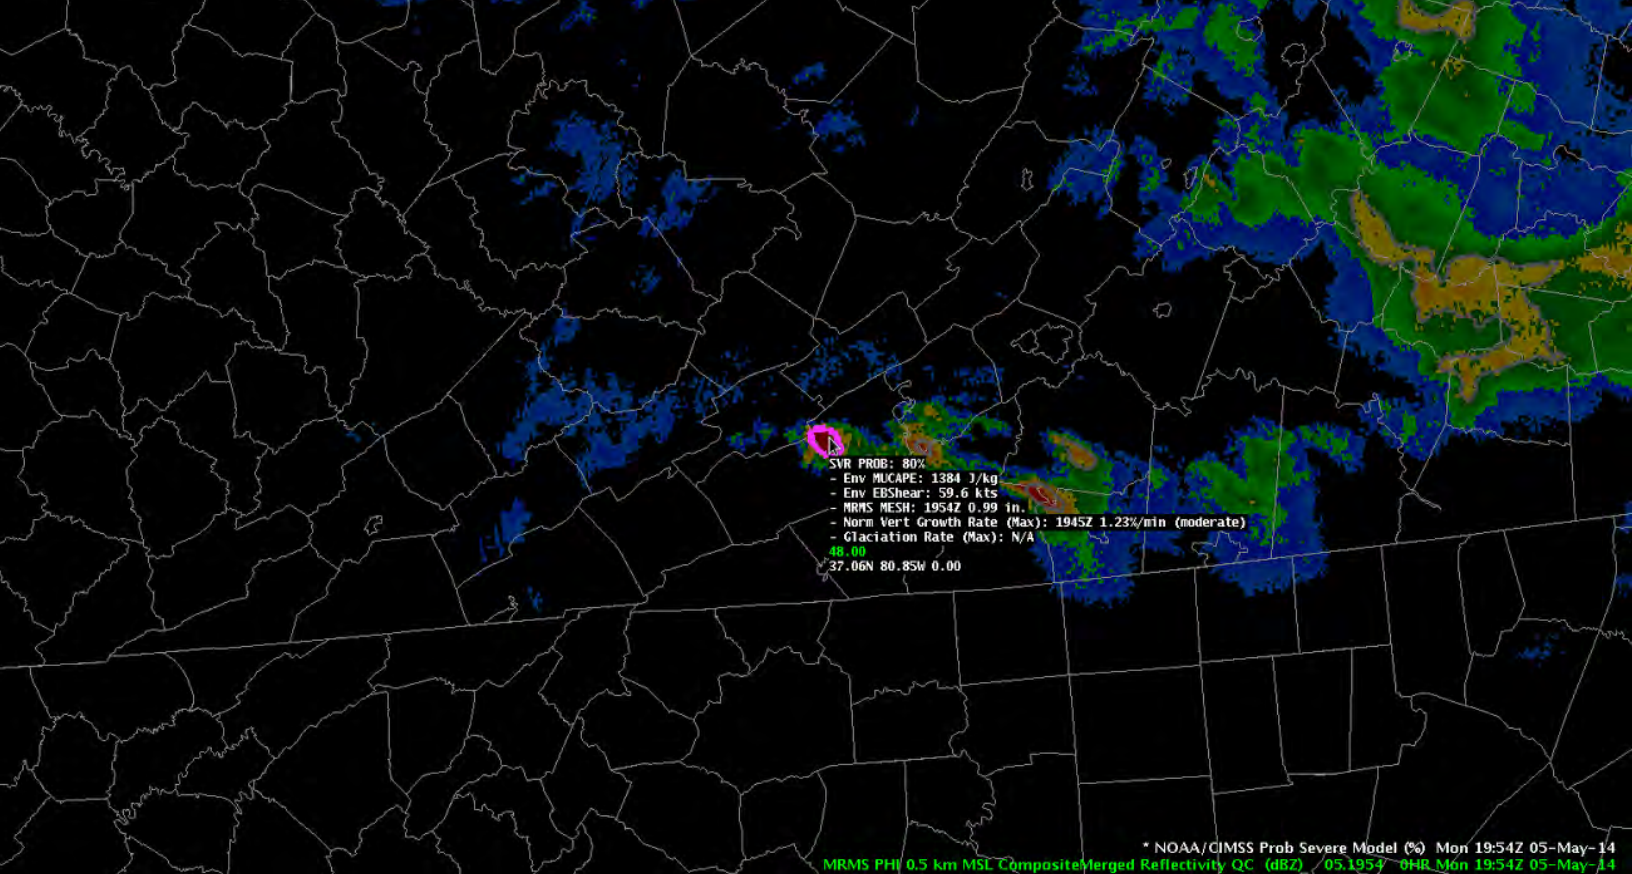 SVR PROB: 80%
- Env MUCAPE: 1384 J/kg
- Env EBShear: 59.6 kts
- MRMS MESH: 1954Z 0.99 in.
- Norm Vert Growth Rate (Max): 1945Z 1.23%/min (moderate)
- Glaciation Rate (Max): N/A
48.00
37.06N 80.85W 0.00
* NOAA/CIMSS Prob Severe Model (%) Mon 19:54Z 05-May-14
MRMS PHI 0.5 km MSL CompositeMerged Reflectivity QC (dBZ) 05.1954 0HR Mon 19:54Z 05-May-14